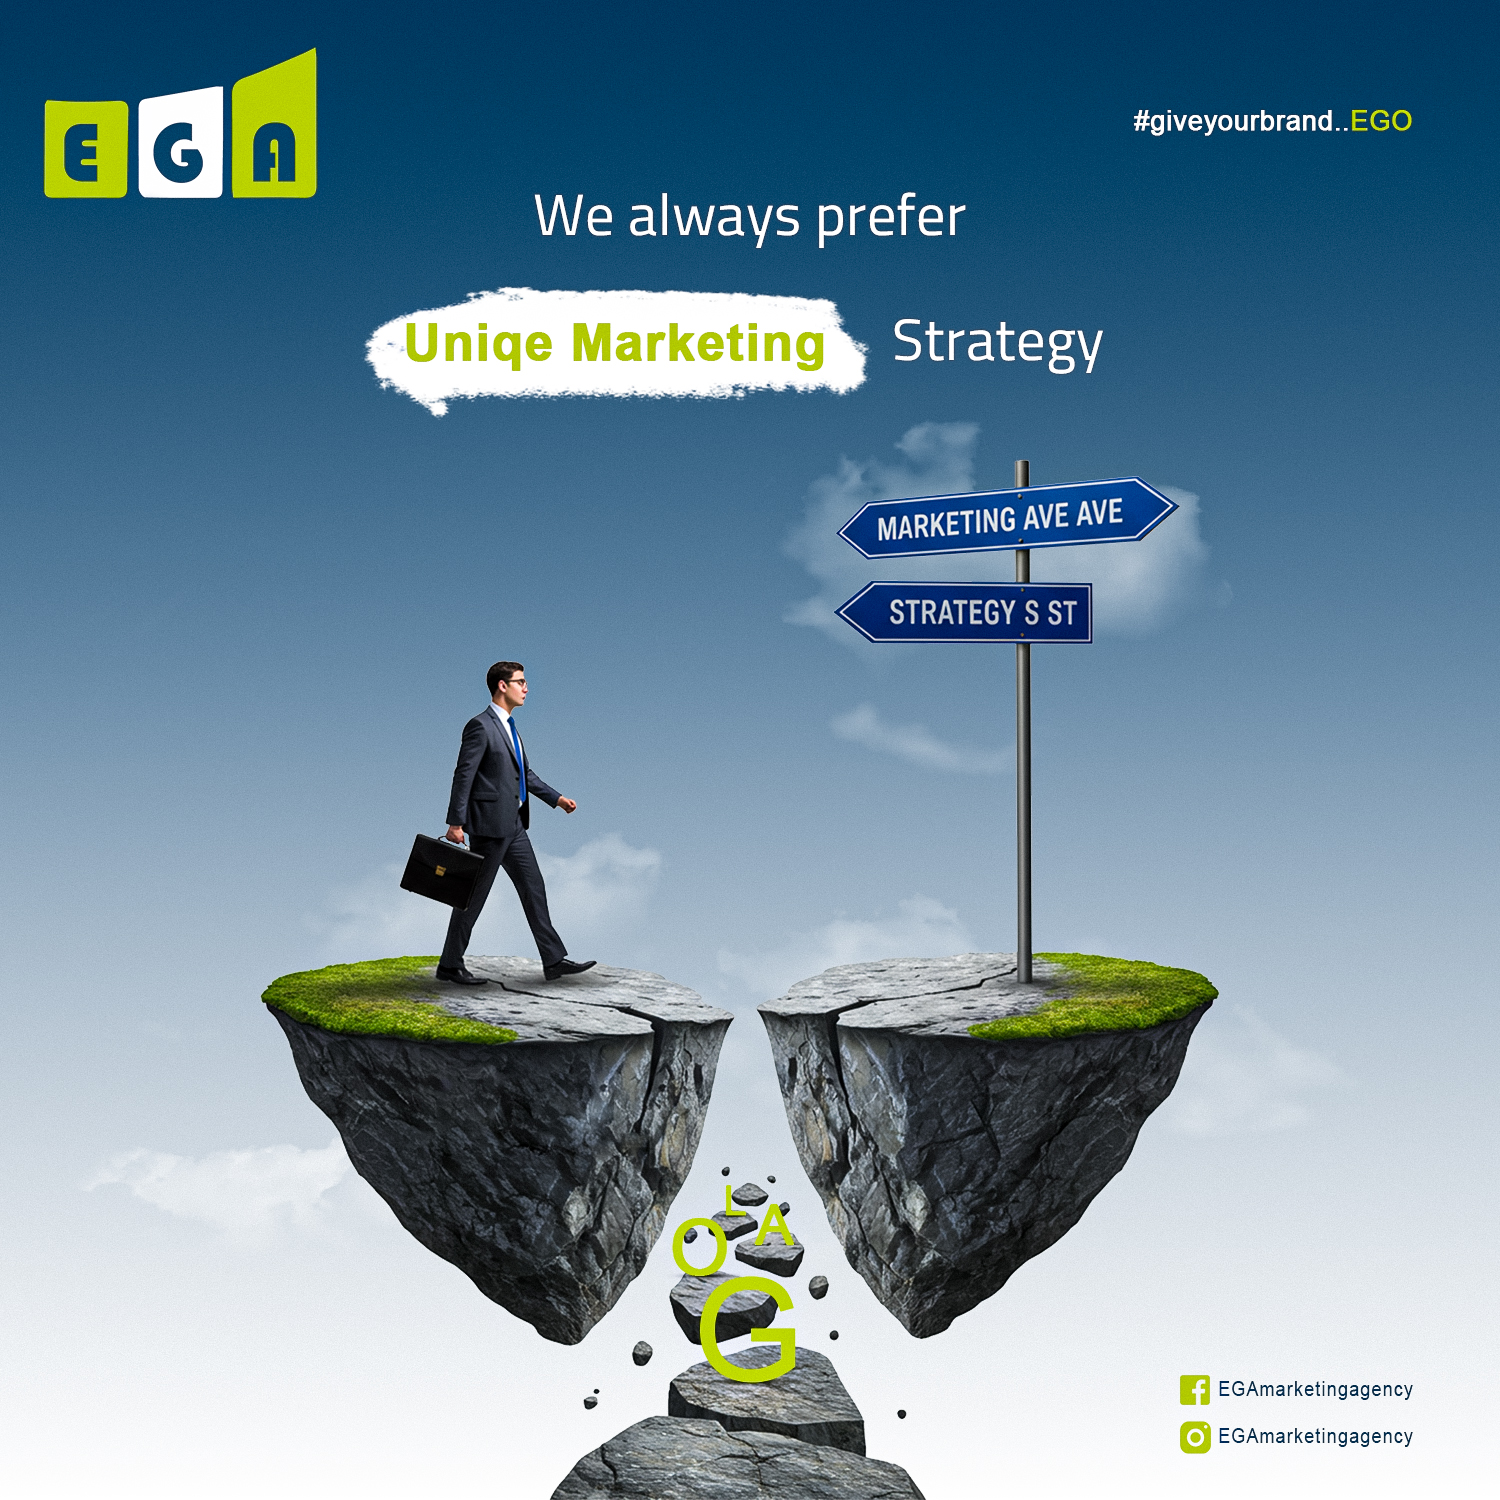 EGA
#giveyourbrand..EGO
We always prefer
Uniqe Marketing Strategy
MARKETING AVE AVE
STRATEGY S ST
L
O A
G
EGAmarketingagency
EGAmarketingagency